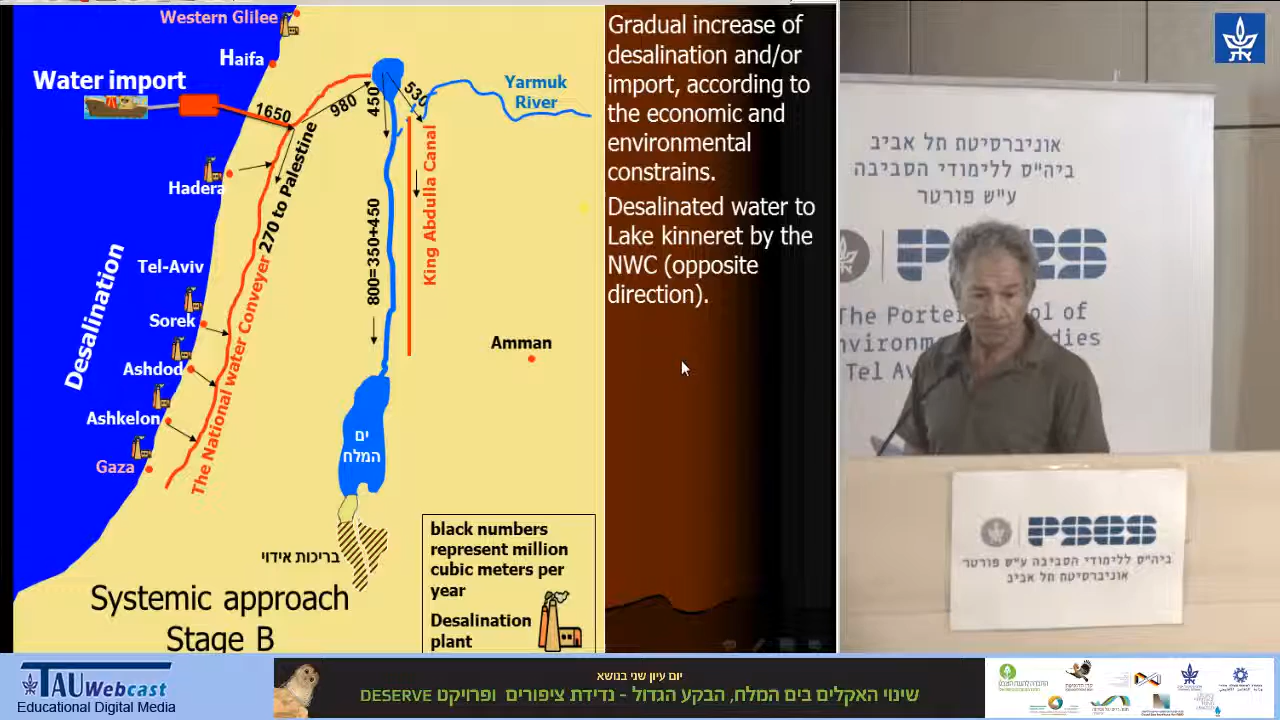 Western Glilee
Haifa
Water import
Yarmuk
River
1650
980
450
530
270 to Palestine
King Abdulla Canal
Hadera
Desalination
Tel-Aviv
800=350+450
Sorek
The National water Conveyer
Amman
Ashdod
Ashkelon
Gaza
ים
המלח
בריכות אידוי
black numbers
represent million
cubic meters per
year
Desalination
plant
Systemic approach
Stage B
Gradual increase of
desalination and/or
import, according to
the economic and
environmental
constrains.
Desalinated water to
Lake kinneret by the
NWC (opposite
direction).
אוניברסיטת תל אביב
ביה"ס ללימודי הסביבה
ע"ש פורטר
PSES
The Porter
of
Tel
PSES
ביה"ס ללימודי הסביבה ע"ש פורטר
אוניברסיטת תל אביב
TAU Webcast
Educational Digital Media
יום עיון שני בנושא
שינוי האקלים בים המלח, הבקע הגדול - נדידת ציפורים ופרויקט DESERVE